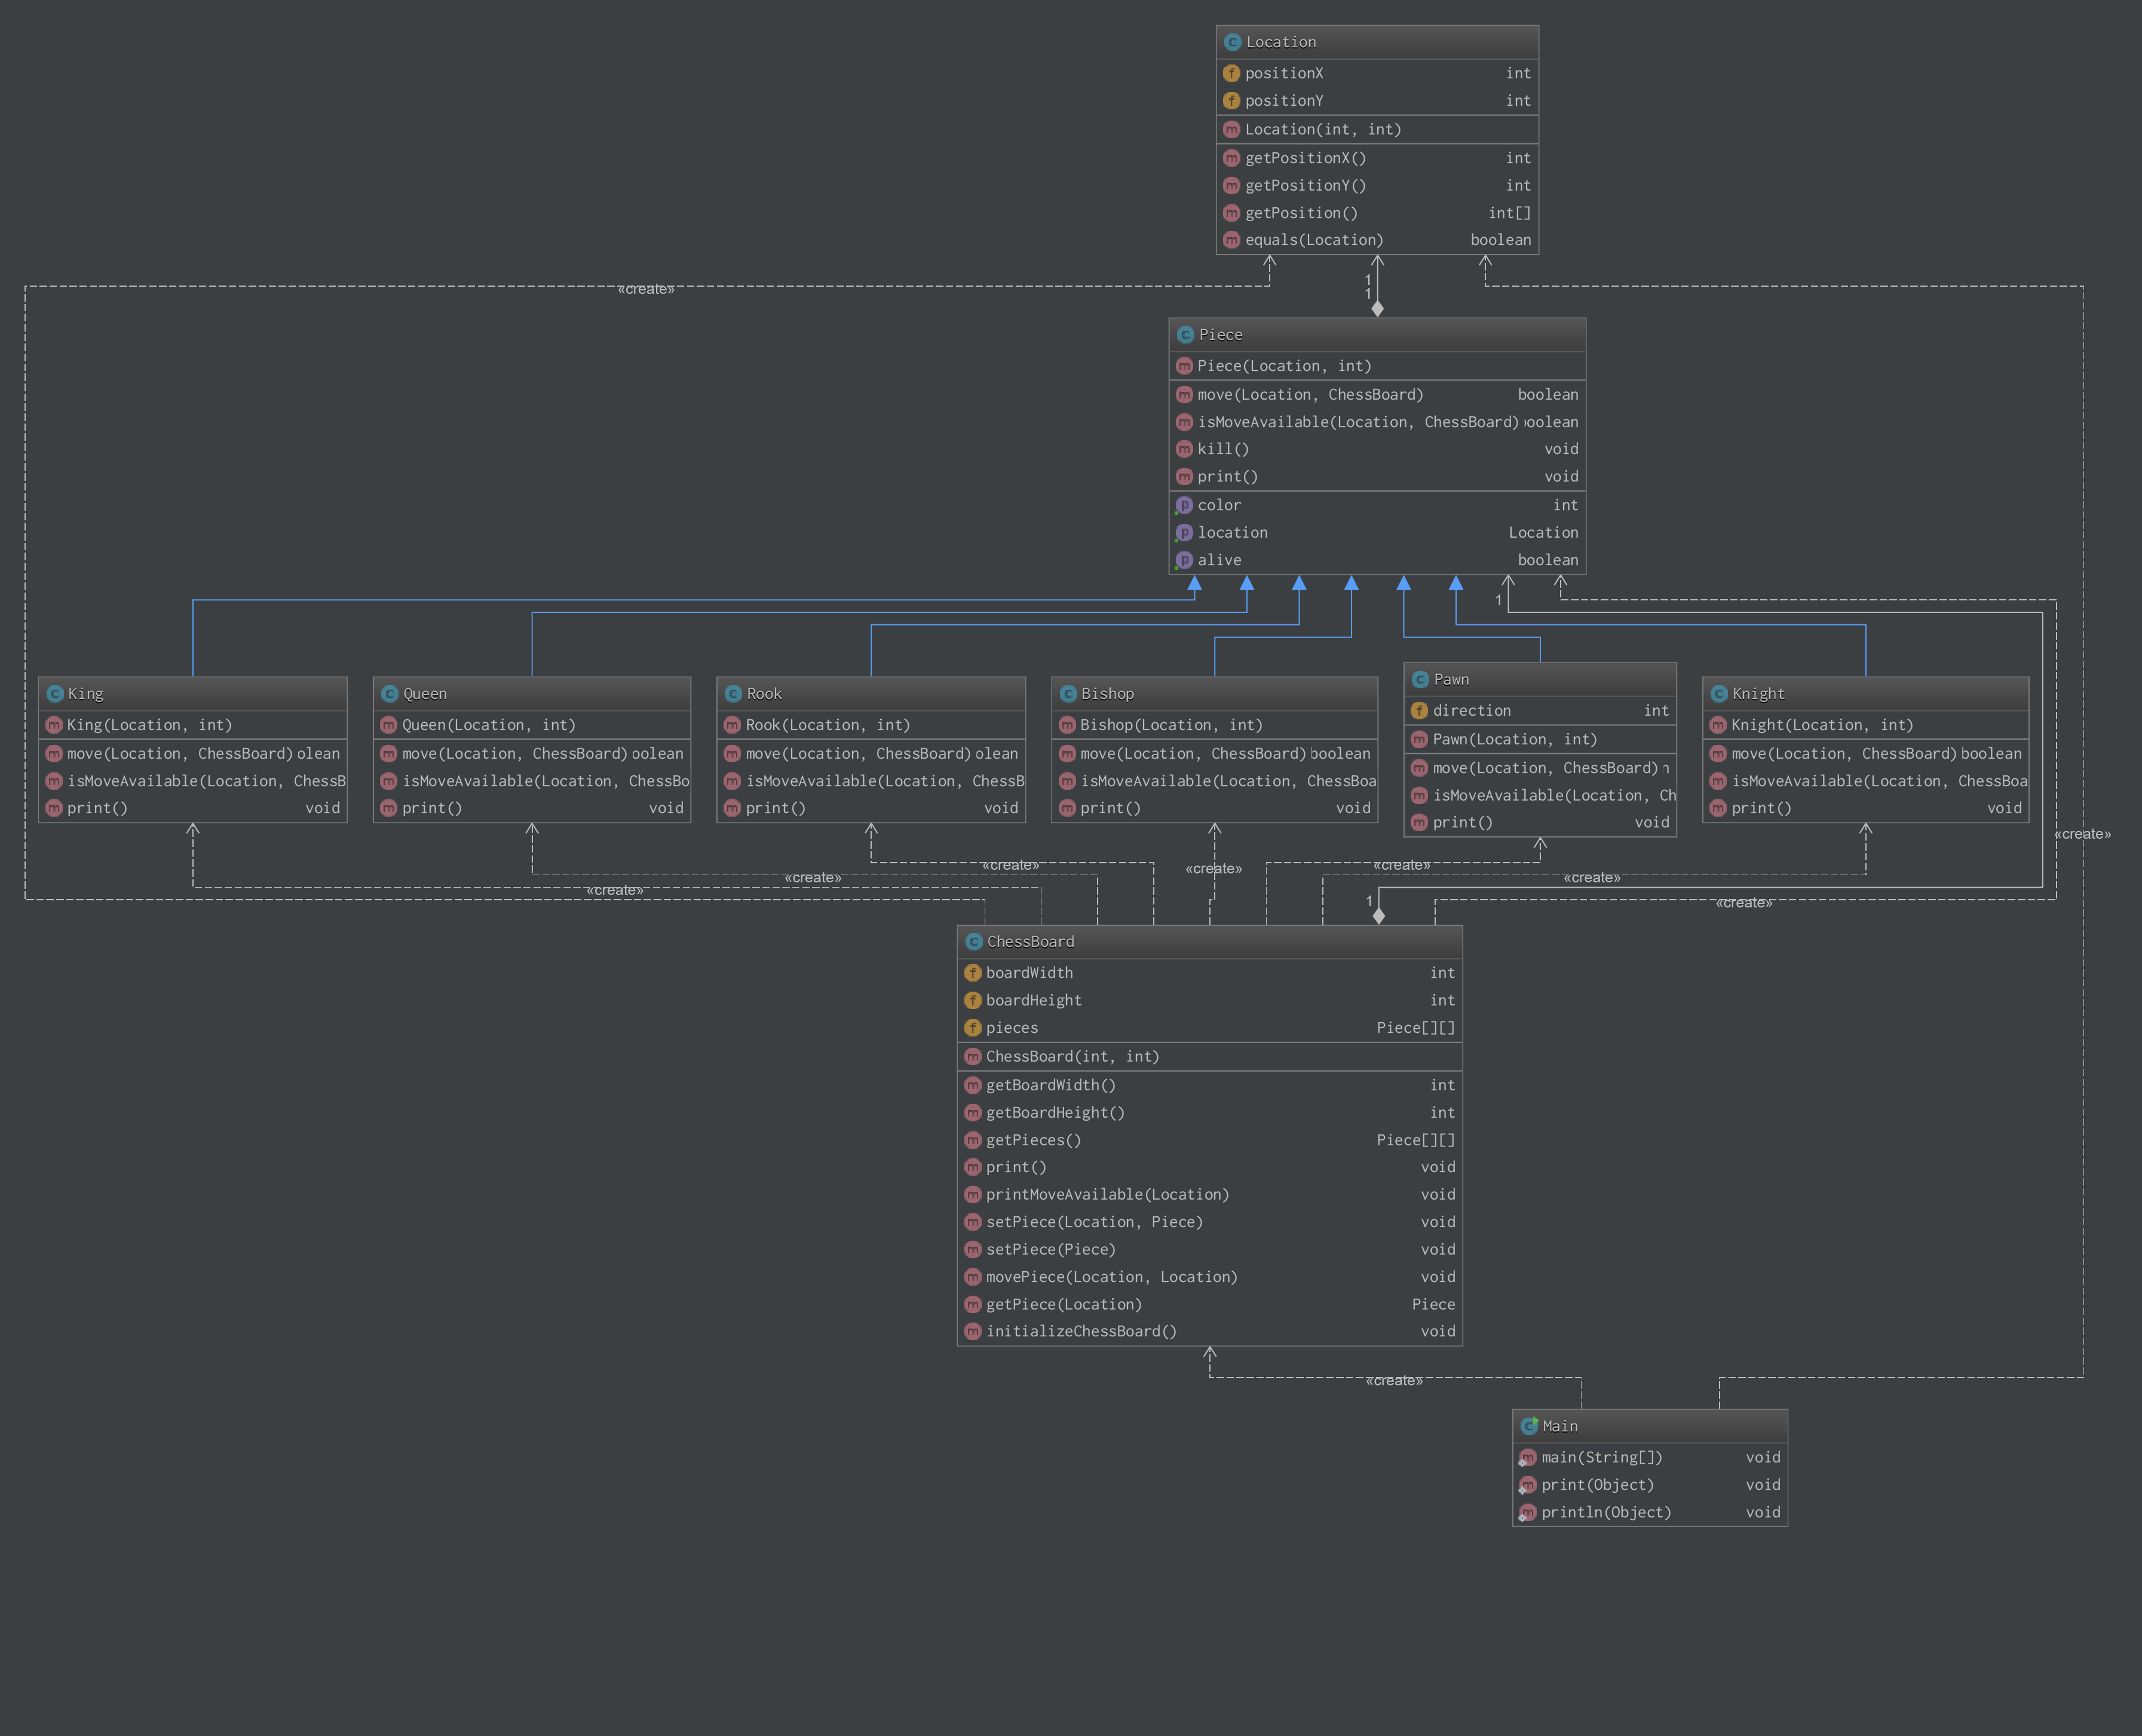 Location
positionX int
positionY int
Location(int, int)
getPositionX() int
getPositionY() int
getPosition() int[]
equals(Location) boolean
«create»
1
1
Piece
Piece(Location, int)
move(Location, ChessBoard) boolean
isMoveAvailable(Location, ChessBoard) oolean
kill() void
print() void
color int
location Location
alive boolean
1
King
King(Location, int)
move(Location, ChessBoard) olean
isMoveAvailable(Location, ChessB
print() void
Queen
Queen(Location, int)
move(Location, ChessBoard) oolean
isMoveAvailable(Location, ChessBo
print() void
Rook
Rook(Location, int)
move(Location, ChessBoard) olean
isMoveAvailable(Location, ChessB
print() void
Bishop
Bishop(Location, int)
move(Location, ChessBoard) boolean
isMoveAvailable(Location, ChessBoa
print() void
Pawn
direction int
Pawn(Location, int)
move(Location, ChessBoard)
isMoveAvailable(Location, Ch
print() void
Knight
Knight(Location, int)
move(Location, ChessBoard) boolean
isMoveAvailable(Location, ChessBoa
print() void
«create»
«create»
«create»
«create»
«create»
«create»
«create»
1
«create»
ChessBoard
boardWidth int
boardHeight int
pieces Piece[][]
ChessBoard(int, int)
getBoardWidth() int
getBoardHeight() int
getPieces() Piece[][]
print() void
printMoveAvailable(Location) void
setPiece(Location, Piece) void
setPiece(Piece) void
movePiece(Location, Location) void
getPiece(Location) Piece
initializeChessBoard() void
«create»
Main
main(String[]) void
print(Object) void
println(Object) void